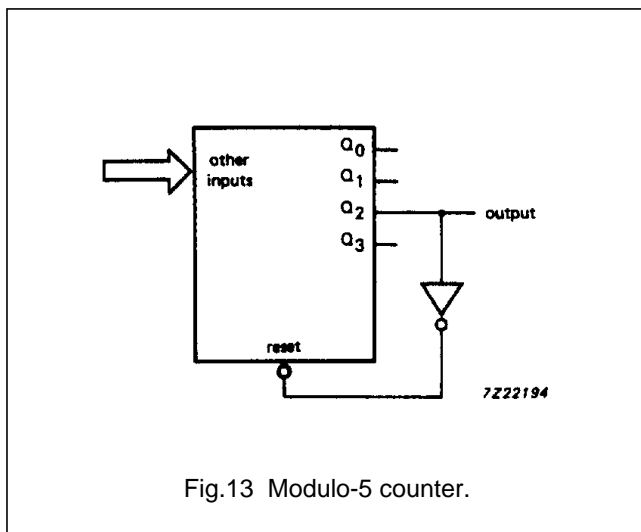 other
inputs
Q0
Q1
Q2
Q3
output
reset
7Z22194
Fig.13 Modulo-5 counter.